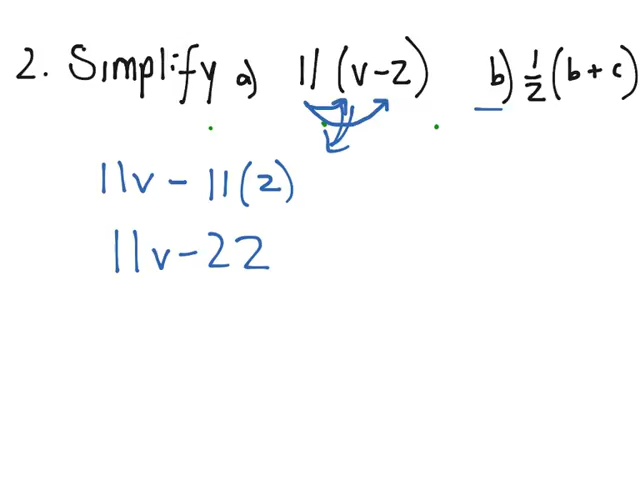 2. Simplify a) 11(v-2) b) 1/2(b+c)
11v - 11(2)
11v - 22